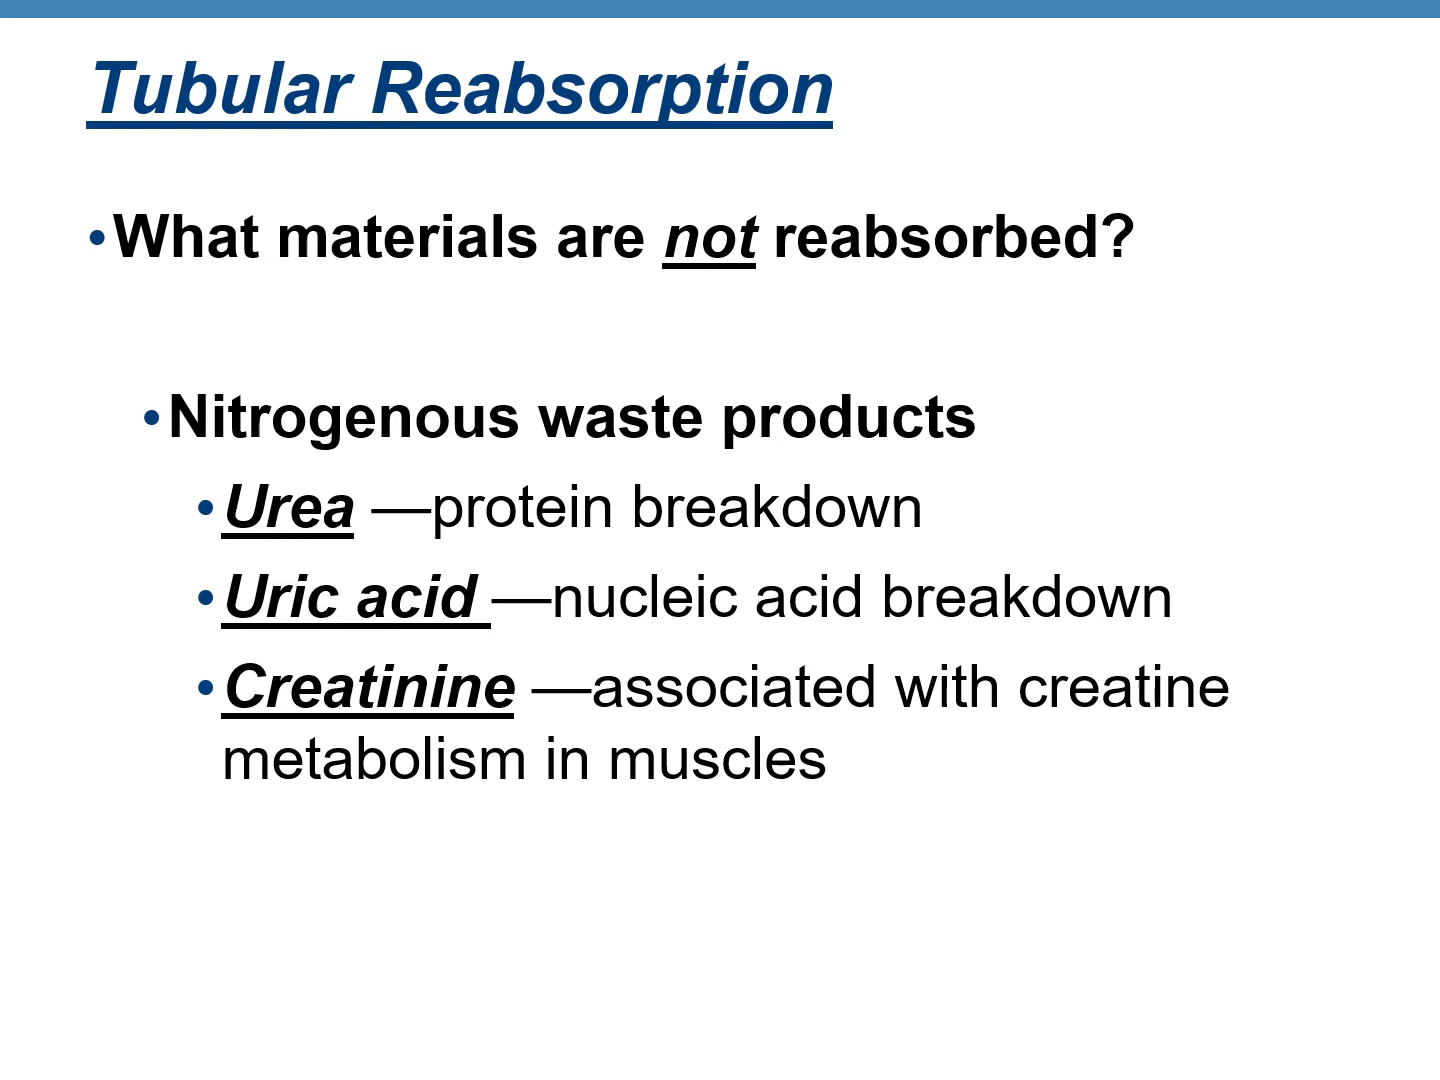 Tubular Reabsorption
•What materials are not reabsorbed?
•Nitrogenous waste products
•Urea —protein breakdown
•Uric acid —nucleic acid breakdown
•Creatinine —associated with creatine
metabolism in muscles